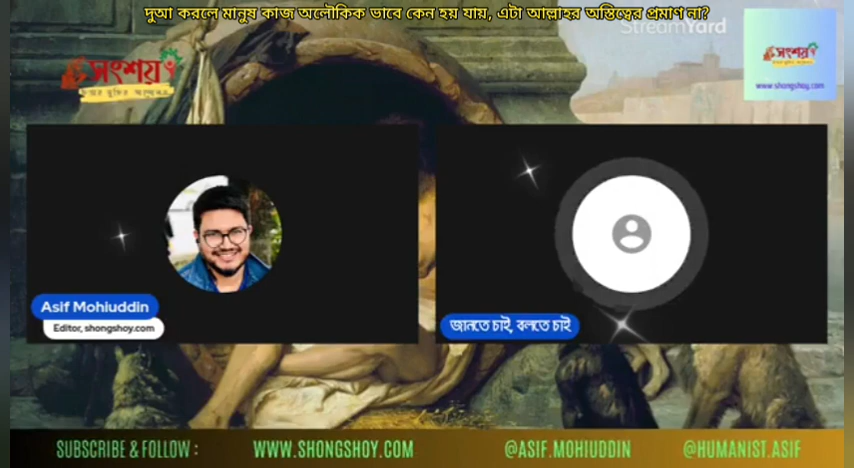 দুআ করলে মানুষ কাজ অলৌকিক ভাবে কেন হয় যায়, এটা আল্লাহর অস্তিত্বের প্রমাণ না?
StreamYard
সংশয়
সংশয়
www.shongshoy.com
Asif Mohiuddin
Editor, shongshoy.com
জানতে চাই, বলতে চাই
SUBSCRIBE & FOLLOW : WWW.SHONGSHOY.COM @ASIF.MOHIUDDIN @HUMANIST.ASIF